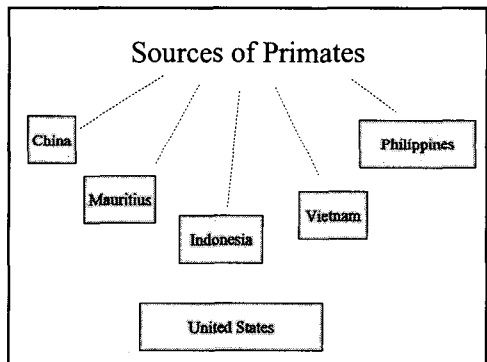 Sources of Primates
China
Philippines
Mauritius
Vietnam
Indonesia
United States